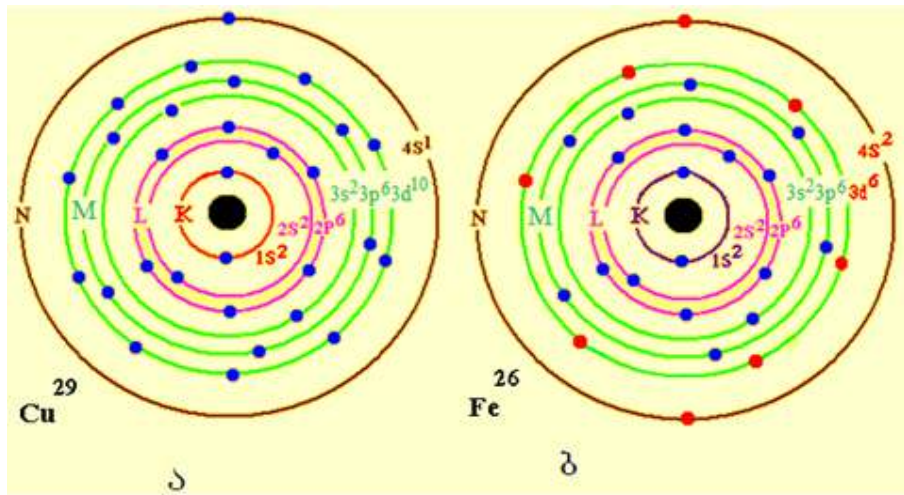 N M L K 1S² 2S² 2P⁶ 3s² 3p⁶ 3d¹⁰ 4S¹
29
Cu
ა
N M L K 1S² 2S² 2P⁶ 3s² 3p⁶ 3d⁶ 4S²
26
Fe
ბ